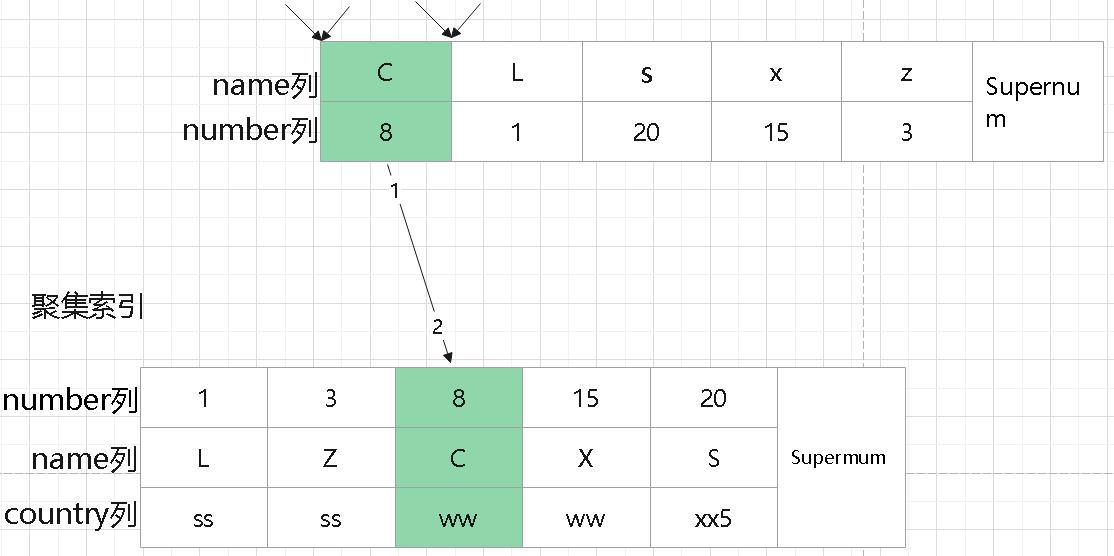 name列 C L s x z
Supernu
m
number列 8 1 20 15 3
1
聚集索引
2
number列 1 3 8 15 20
name列 L Z C X S Supermum
country列 ss ss ww ww xx5